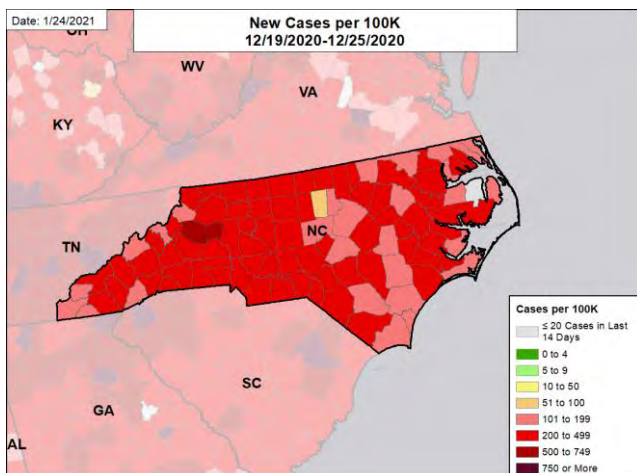 Date: 1/24/2021
New Cases per 100K
12/19/2020-12/25/2020
OH
WV
VA
KY
TN
NC
SC
GA
AL
Cases per 100K
≤ 20 Cases in Last
14 Days
0 to 4
5 to 9
10 to 50
51 to 100
101 to 199
200 to 499
500 to 749
750 or More